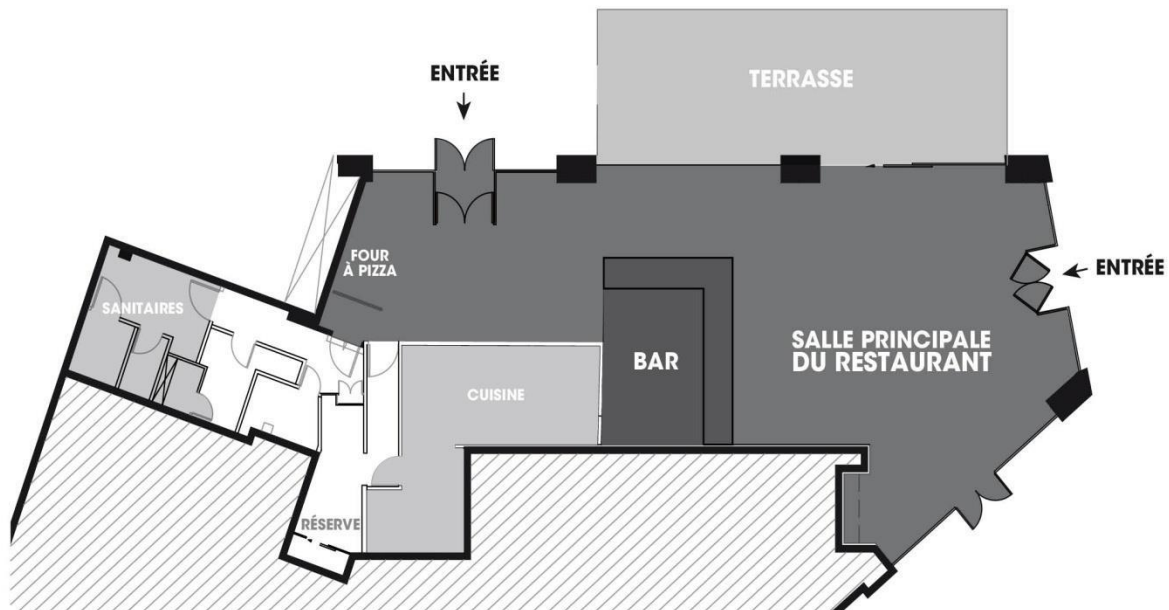 ENTRÉE
TERRASSE
FOUR
À PIZZA
ENTRÉE
SANITAIRES
SALLE PRINCIPALE
DU RESTAURANT
BAR
CUISINE
RÉSERVE